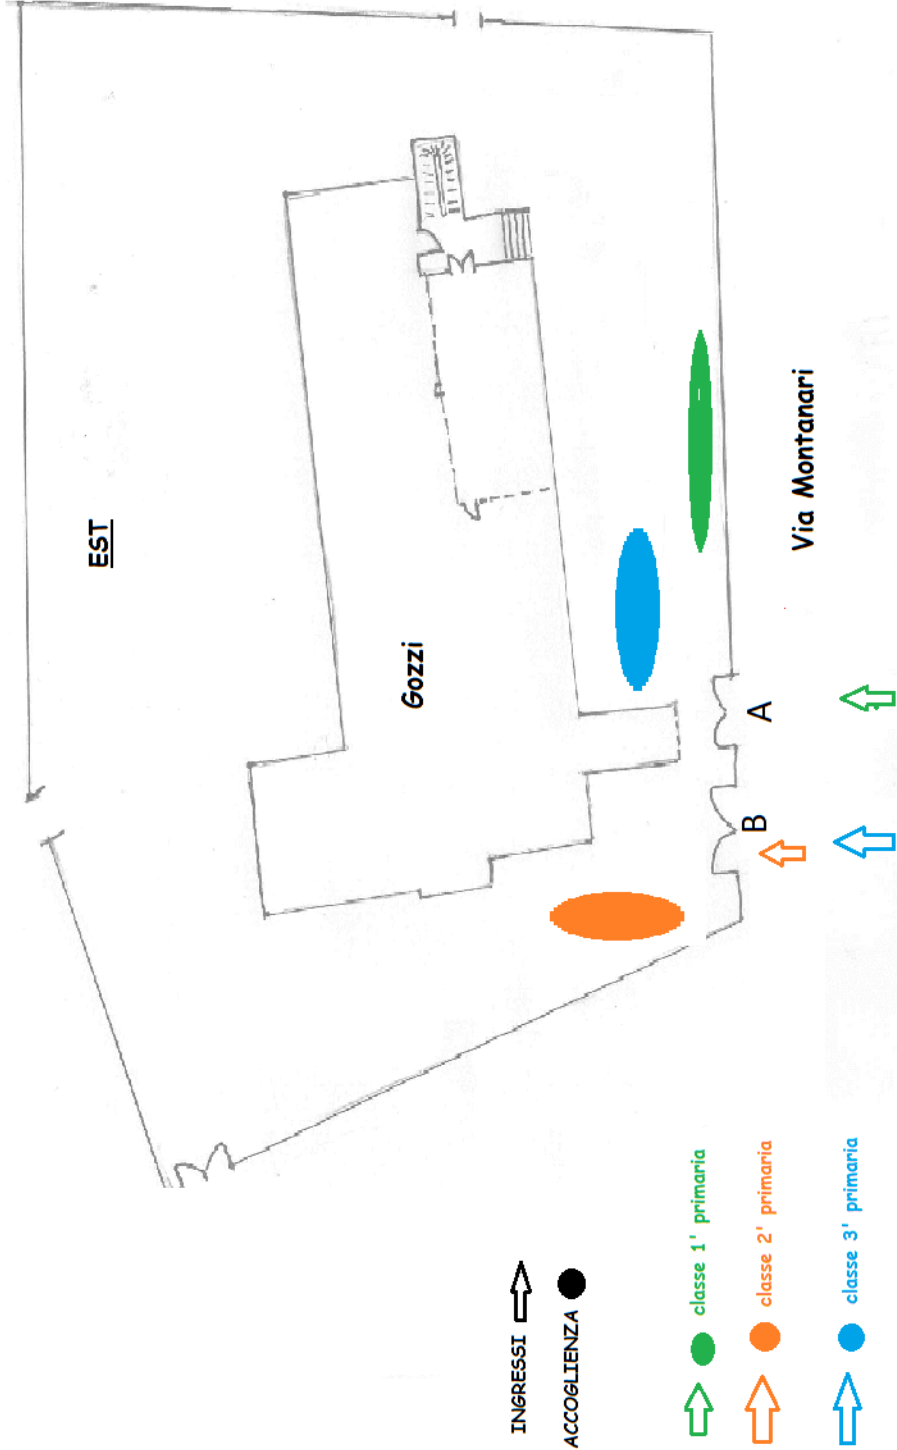 EST
Gozzi
Via Montanari
A
B
INGRESSI
ACCOGLIENZA
classe 1' primaria
classe 2' primaria
classe 3' primaria